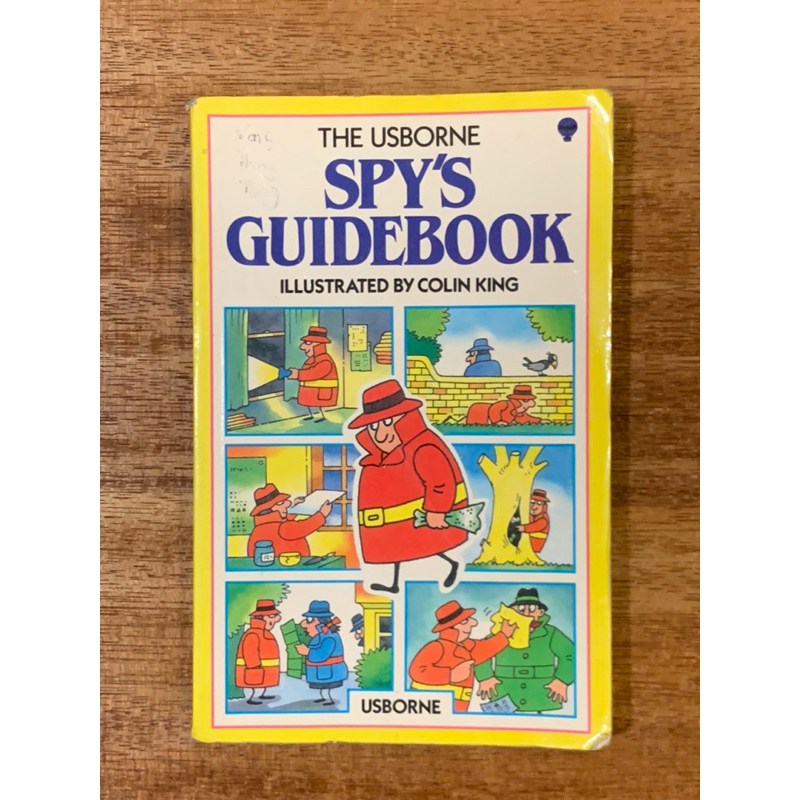 THE USBORNE
SPY'S
GUIDEBOOK
ILLUSTRATED BY COLIN KING
USBORNE